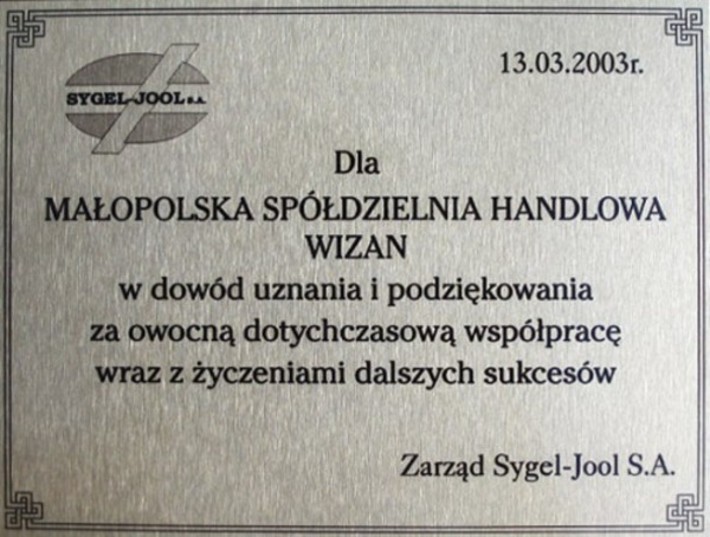 13.03.2003r.
SYGEL-JOOL S.A.
Dla
MAŁOPOLSKA SPÓŁDZIELNIA HANDLOWA
WIZAN
w dowód uznania i podziękowania
za owocną dotychczasową współpracę
wraz z życzeniami dalszych sukcesów
Zarząd Sygel-Jool S.A.